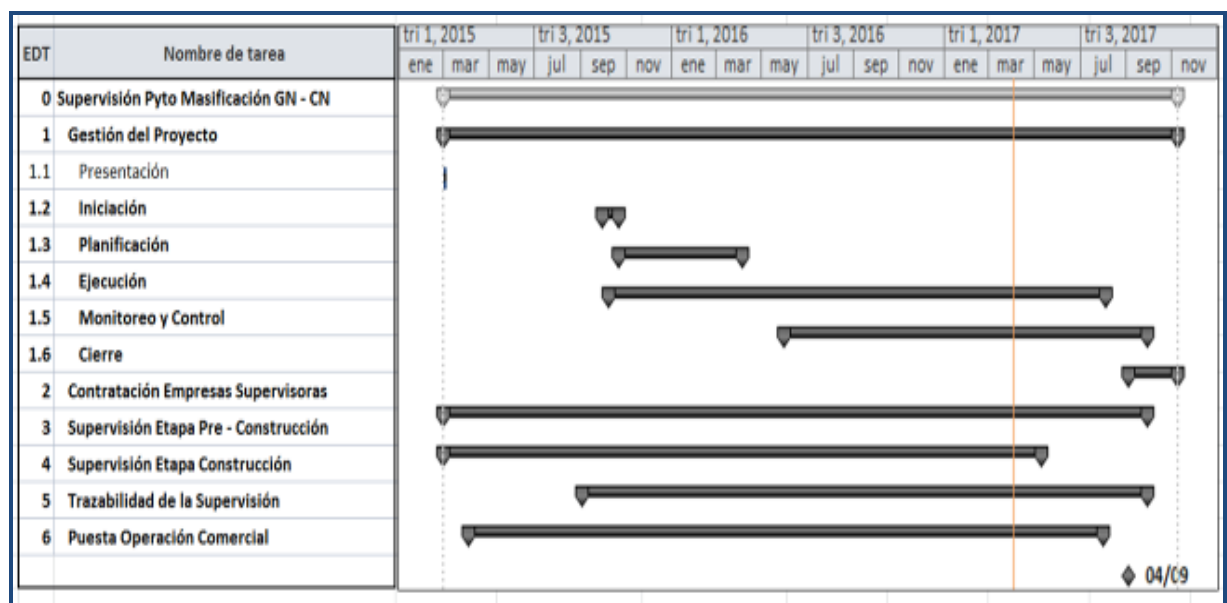 EDT Nombre de tarea
tri 1, 2015 tri 3, 2015 tri 1, 2016 tri 3, 2016 tri 1, 2017 tri 3, 2017
ene mar may jul sep nov ene mar may jul sep nov ene mar may jul sep nov
0 Supervisión Pyto Masificación GN - CN
1 Gestión del Proyecto
1.1 Presentación
1.2 Iniciación
1.3 Planificación
1.4 Ejecución
1.5 Monitoreo y Control
1.6 Cierre
2 Contratación Empresas Supervisoras
3 Supervisión Etapa Pre - Construcción
4 Supervisión Etapa Construcción
5 Trazabilidad de la Supervisión
6 Puesta Operación Comercial
04/09